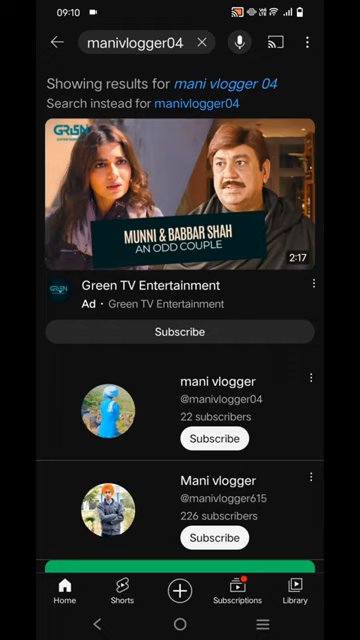 09:10
manivlogger04
Showing results for mani vlogger 04
Search instead for manivlogger04
GREEN
ENTERTAINMENT
MUNNI & BABBAR SHAH
AN ODD COUPLE
2:17
Green TV Entertainment
Ad · Green TV Entertainment
Subscribe
mani vlogger
@manivlogger04
22 subscribers
Subscribe
Mani vlogger
@manivlogger615
226 subscribers
Subscribe
Home
Shorts
Subscriptions
Library